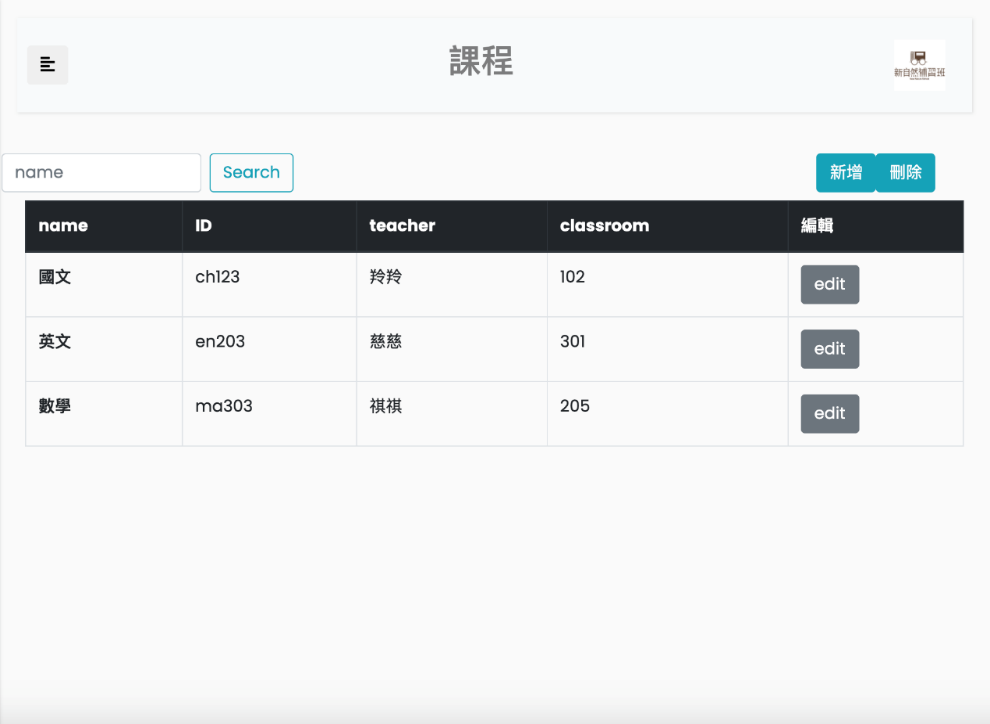 課程
新自然補習班
name
Search
新增
刪除
name ID teacher classroom 編輯
國文 ch123 羚羚 102 edit
英文 en203 慈慈 301 edit
數學 ma303 祺祺 205 edit